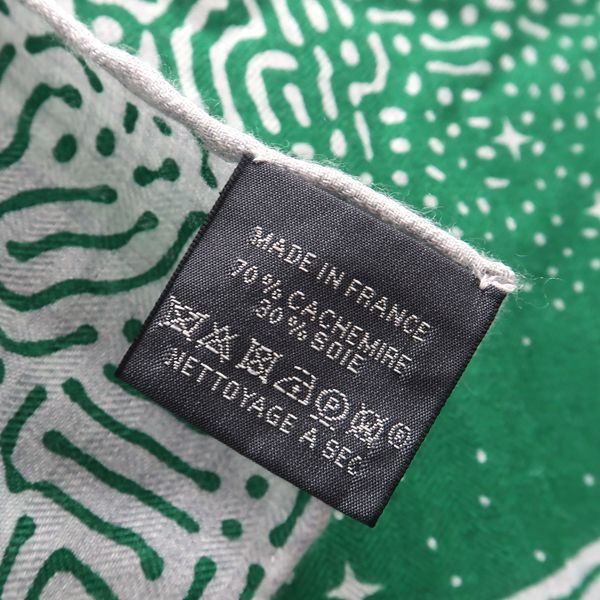 MADE IN FRANCE
70% CACHEMIRE
30% SOIE
P
NETTOYAGE À SEC